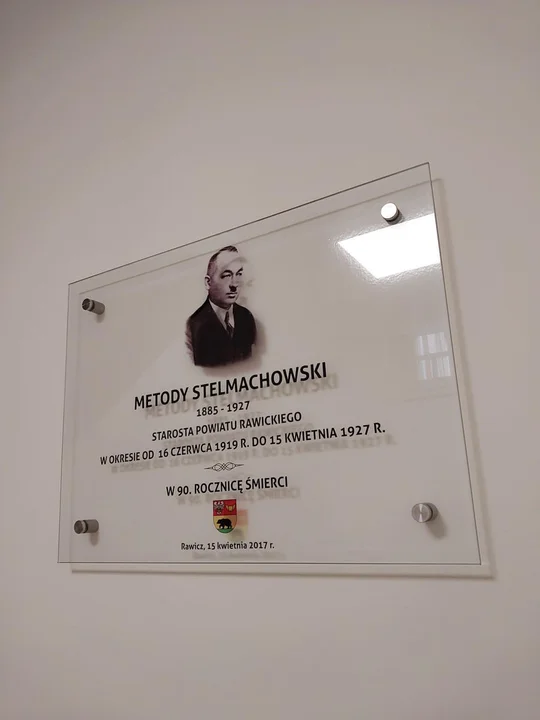 METODY STELMACHOWSKI
1885 - 1927
STAROSTA POWIATU RAWICKIEGO
W OKRESIE OD 16 CZERWCA 1919 R. DO 15 KWIETNIA 1927 R.
W 90. ROCZNICĘ ŚMIERCI
Rawicz, 15 kwietnia 2017 r.